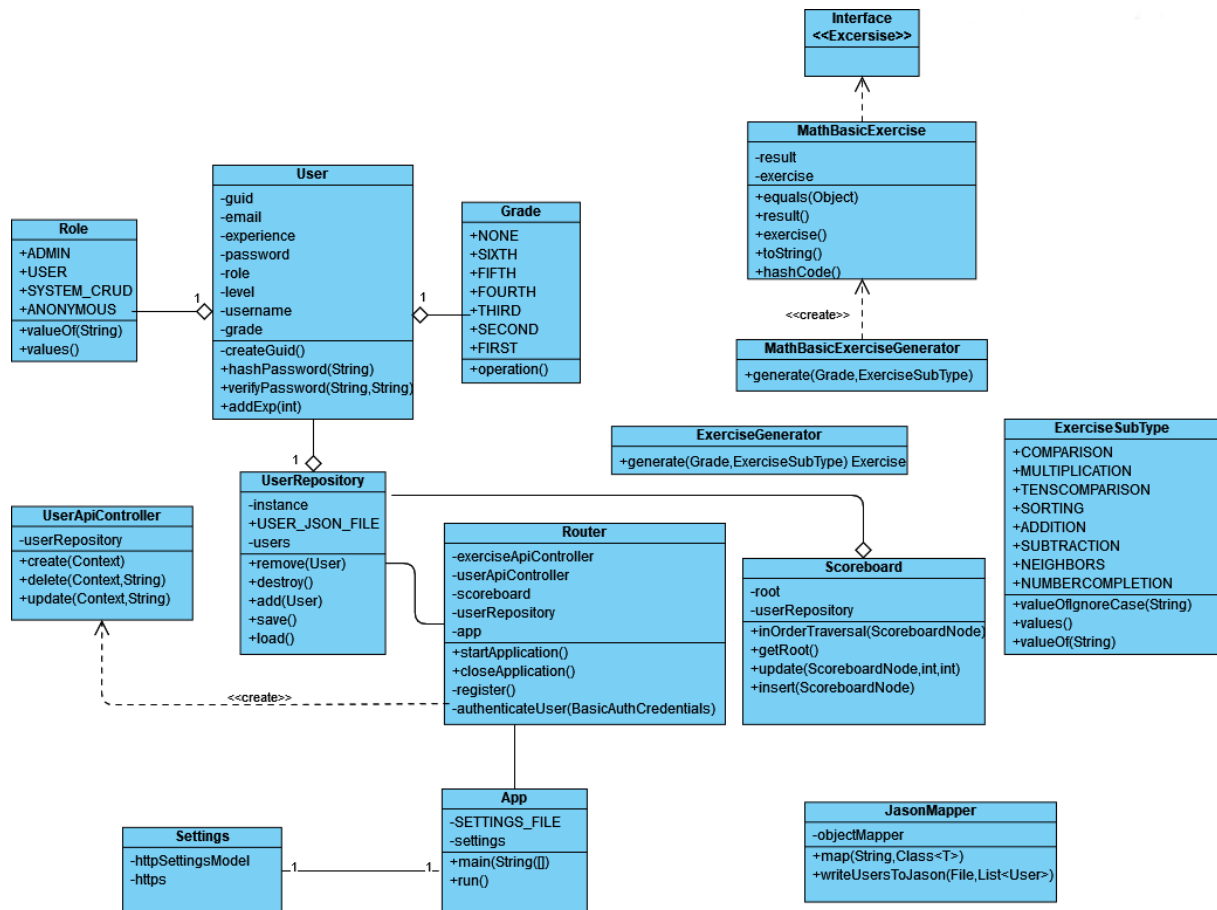 Interface
<<Excersise>>
MathBasicExercise
-result
-exercise
+equals(Object)
+result()
+exercise()
+toString()
+hashCode()
<<create>>
MathBasicExerciseGenerator
+generate(Grade,ExerciseSubType)
User
-guid
-email
-experience
-password
-role
-level
-username
-grade
-createGuid()
+hashPassword(String)
+verifyPassword(String,String)
+addExp(int)
Role
+ADMIN
+USER
+SYSTEM_CRUD
+ANONYMOUS
+valueOf(String)
+values()
1
Grade
+NONE
+SIXTH
+FIFTH
+FOURTH
+THIRD
+SECOND
+FIRST
+operation()
1
1
ExerciseGenerator
+generate(Grade,ExerciseSubType) Exercise
ExerciseSubType
+COMPARISON
+MULTIPLICATION
+TENSCOMPARISON
+SORTING
+ADDITION
+SUBTRACTION
+NEIGHBORS
+NUMBERCOMPLETION
+valueOfIgnoreCase(String)
+values()
+valueOf(String)
UserRepository
-instance
+USER_JSON_FILE
-users
+remove(User)
+destroy()
+add(User)
+save()
+load()
UserApiController
-userRepository
+create(Context)
+delete(Context,String)
+update(Context,String)
<<create>>
Router
-exerciseApiController
-userApiController
-scoreboard
-userRepository
-app
+startApplication()
+closeApplication()
-register()
-authenticateUser(BasicAuthCredentials)
Scoreboard
-root
-userRepository
+inOrderTraversal(ScoreboardNode)
+getRoot()
+update(ScoreboardNode,int,int)
+insert(ScoreboardNode)
App
-SETTINGS_FILE
-settings
+main(String([])
+run()
Settings
-httpSettingsModel
-https
1
1
JasonMapper
-objectMapper
+map(String,Class<T>)
+writeUsersToJason(File,List<User>)